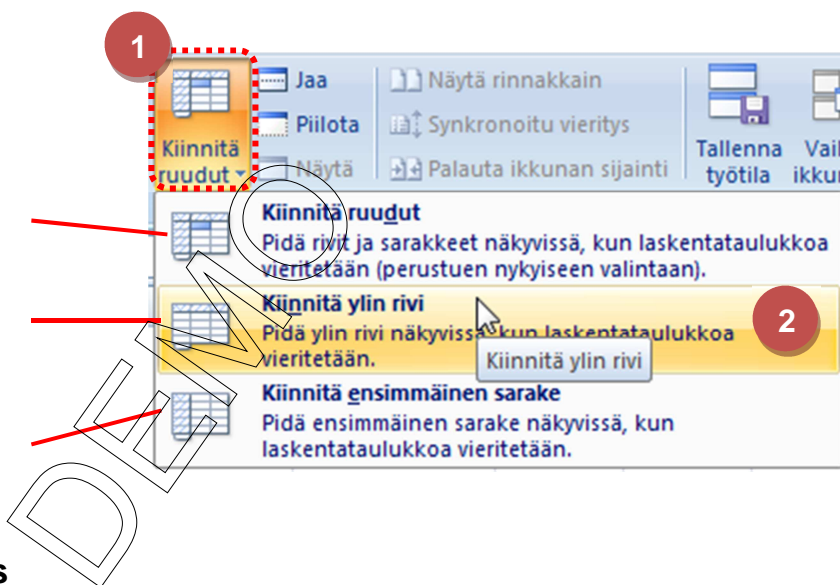 1
Jaa
Näytä rinnakkain
Piilota
Synkronoitu vieritys
Kiinnitä
ruudut
Näytä
Palauta ikkunan sijainti
Tallenna
työtila
Kiinnitä ruudut
Pidä rivit ja sarakkeet näkyvissä, kun laskentataulukkoa
vieritetään (perustuen nykyiseen valintaan).
Kiinnitä ylin rivi
Pidä ylin rivi näkyvissä, kun laskentataulukkoa
vieritetään.
2
Kiinnitä ylin rivi
Kiinnitä ensimmäinen sarake
Pidä ensimmäinen sarake näkyvissä, kun
laskentataulukkoa vieritetään.
DEMO